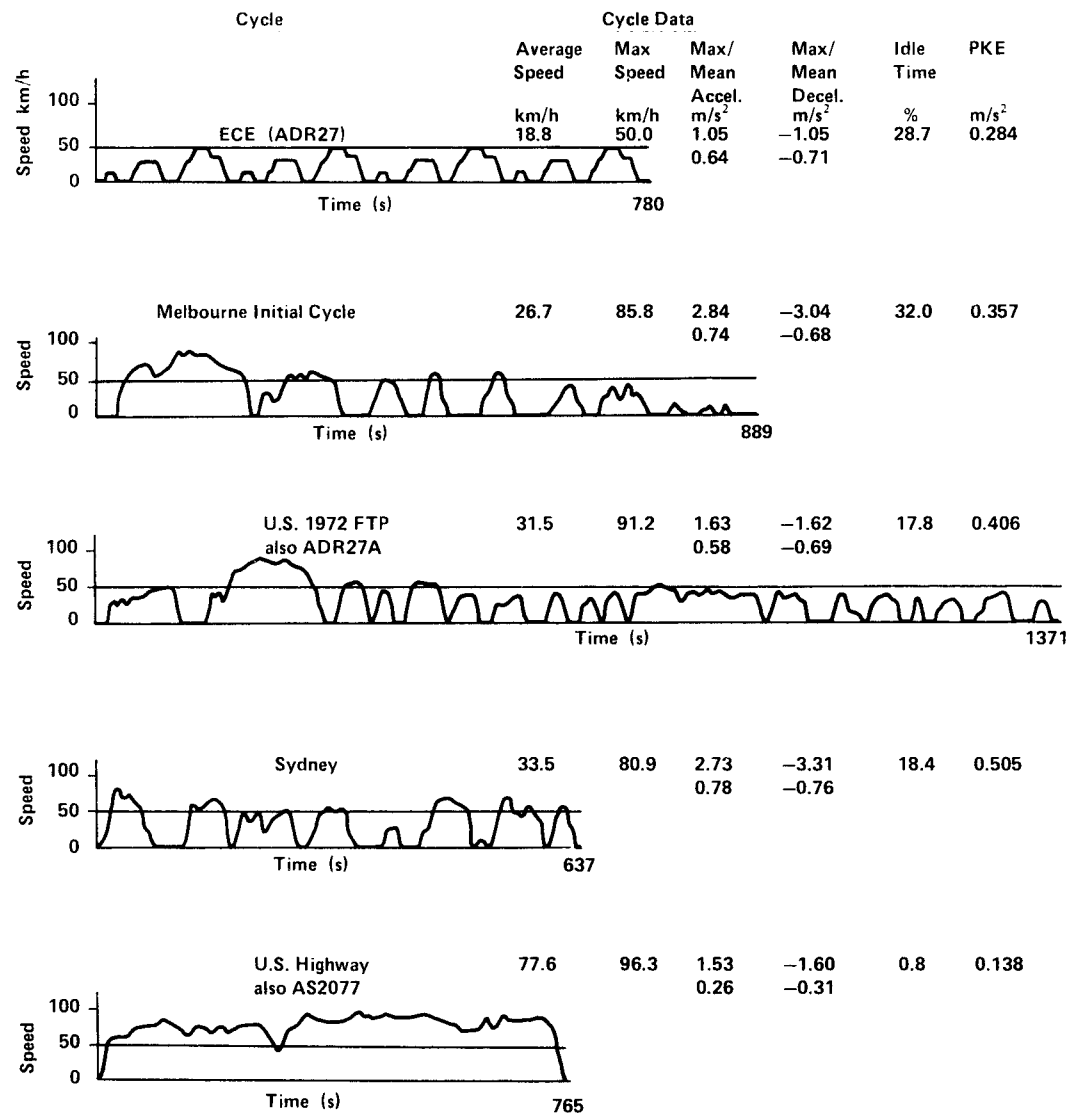 Cycle Cycle Data
Average Max Max/ Max/ Idle PKE
Speed Speed Mean Mean Time
Accel. Decel.
km/h km/h m/s² m/s² % m/s²
Speed km/h
100
50
0
ECE (ADR27) 18.8 50.0 1.05 −1.05 28.7 0.284
0.64 −0.71
Time (s) 780
Melbourne Initial Cycle 26.7 85.8 2.84 −3.04 32.0 0.357
0.74 −0.68
Speed
100
50
0
Time (s) 889
U.S. 1972 FTP 31.5 91.2 1.63 −1.62 17.8 0.406
also ADR27A 0.58 −0.69
Speed
100
50
0
Time (s) 1371
Sydney 33.5 80.9 2.73 −3.31 18.4 0.505
0.78 −0.76
Speed
100
50
0
Time (s) 637
U.S. Highway 77.6 96.3 1.53 −1.60 0.8 0.138
also AS2077 0.26 −0.31
Speed
100
50
0
Time (s) 765